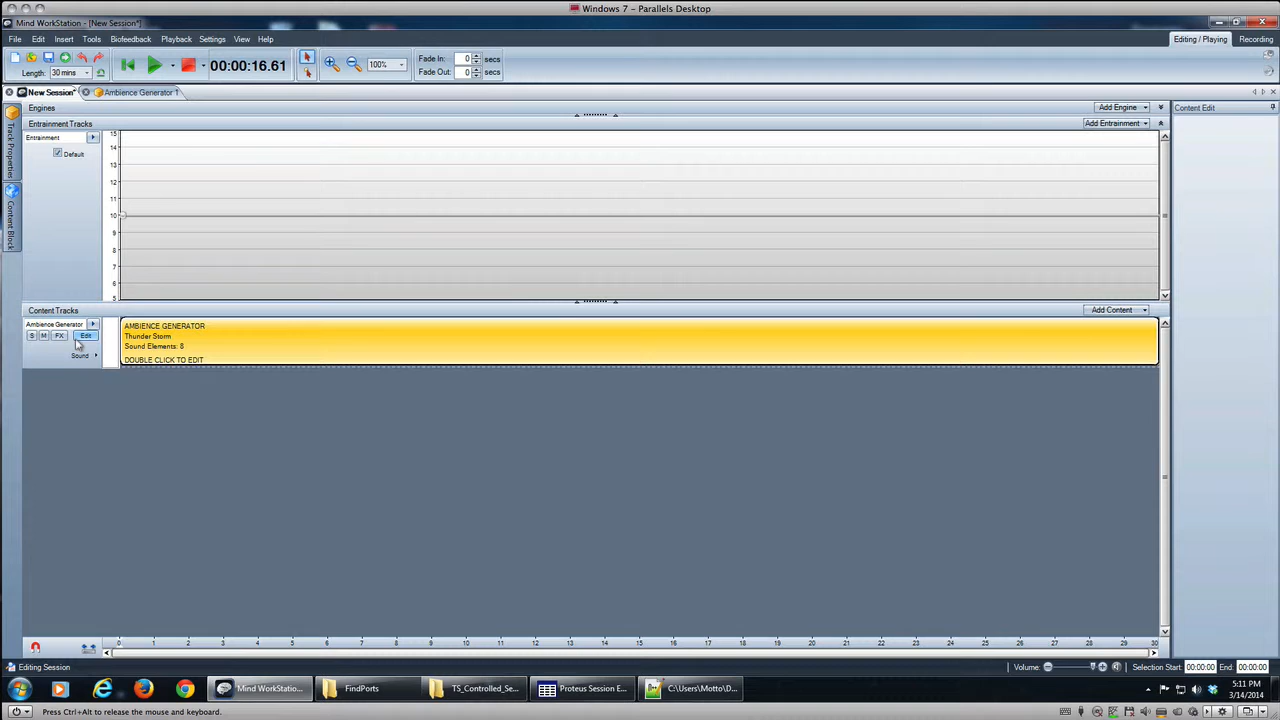 Windows 7 - Parallels Desktop
Mind WorkStation - [New Session*]
File Edit Insert Tools Biofeedback Playback Settings View Help
Editing / Playing Recording
Length: 30 mins
00:00:16.61
100%
Fade In: 0 secs
Fade Out: 0 secs
New Session* Ambience Generator 1
Engines Add Engine
Content Edit
Entrainment Tracks Add Entrainment
Track Properties
Content Block
Entrainment
Default
15
14
13
12
11
10
9
8
7
6
5
Content Tracks Add Content
Ambience Generator
S M FX Edit
Sound
AMBIENCE GENERATOR
Thunder Storm
Sound Elements: 8
DOUBLE CLICK TO EDIT
0 1 2 3 4 5 6 7 8 9 10 11 12 13 14 15 16 17 18 19 20 21 22 23 24 25 26 27 28 29 30
Editing Session Volume: Selection Start: 00:00:00 End: 00:00:00
Mind WorkStatio... FindPorts TS_Controlled_Se... Proteus Session E... C:\Users\Motto\D...
5:11 PM
3/14/2014
Press Ctrl+Alt to release the mouse and keyboard.